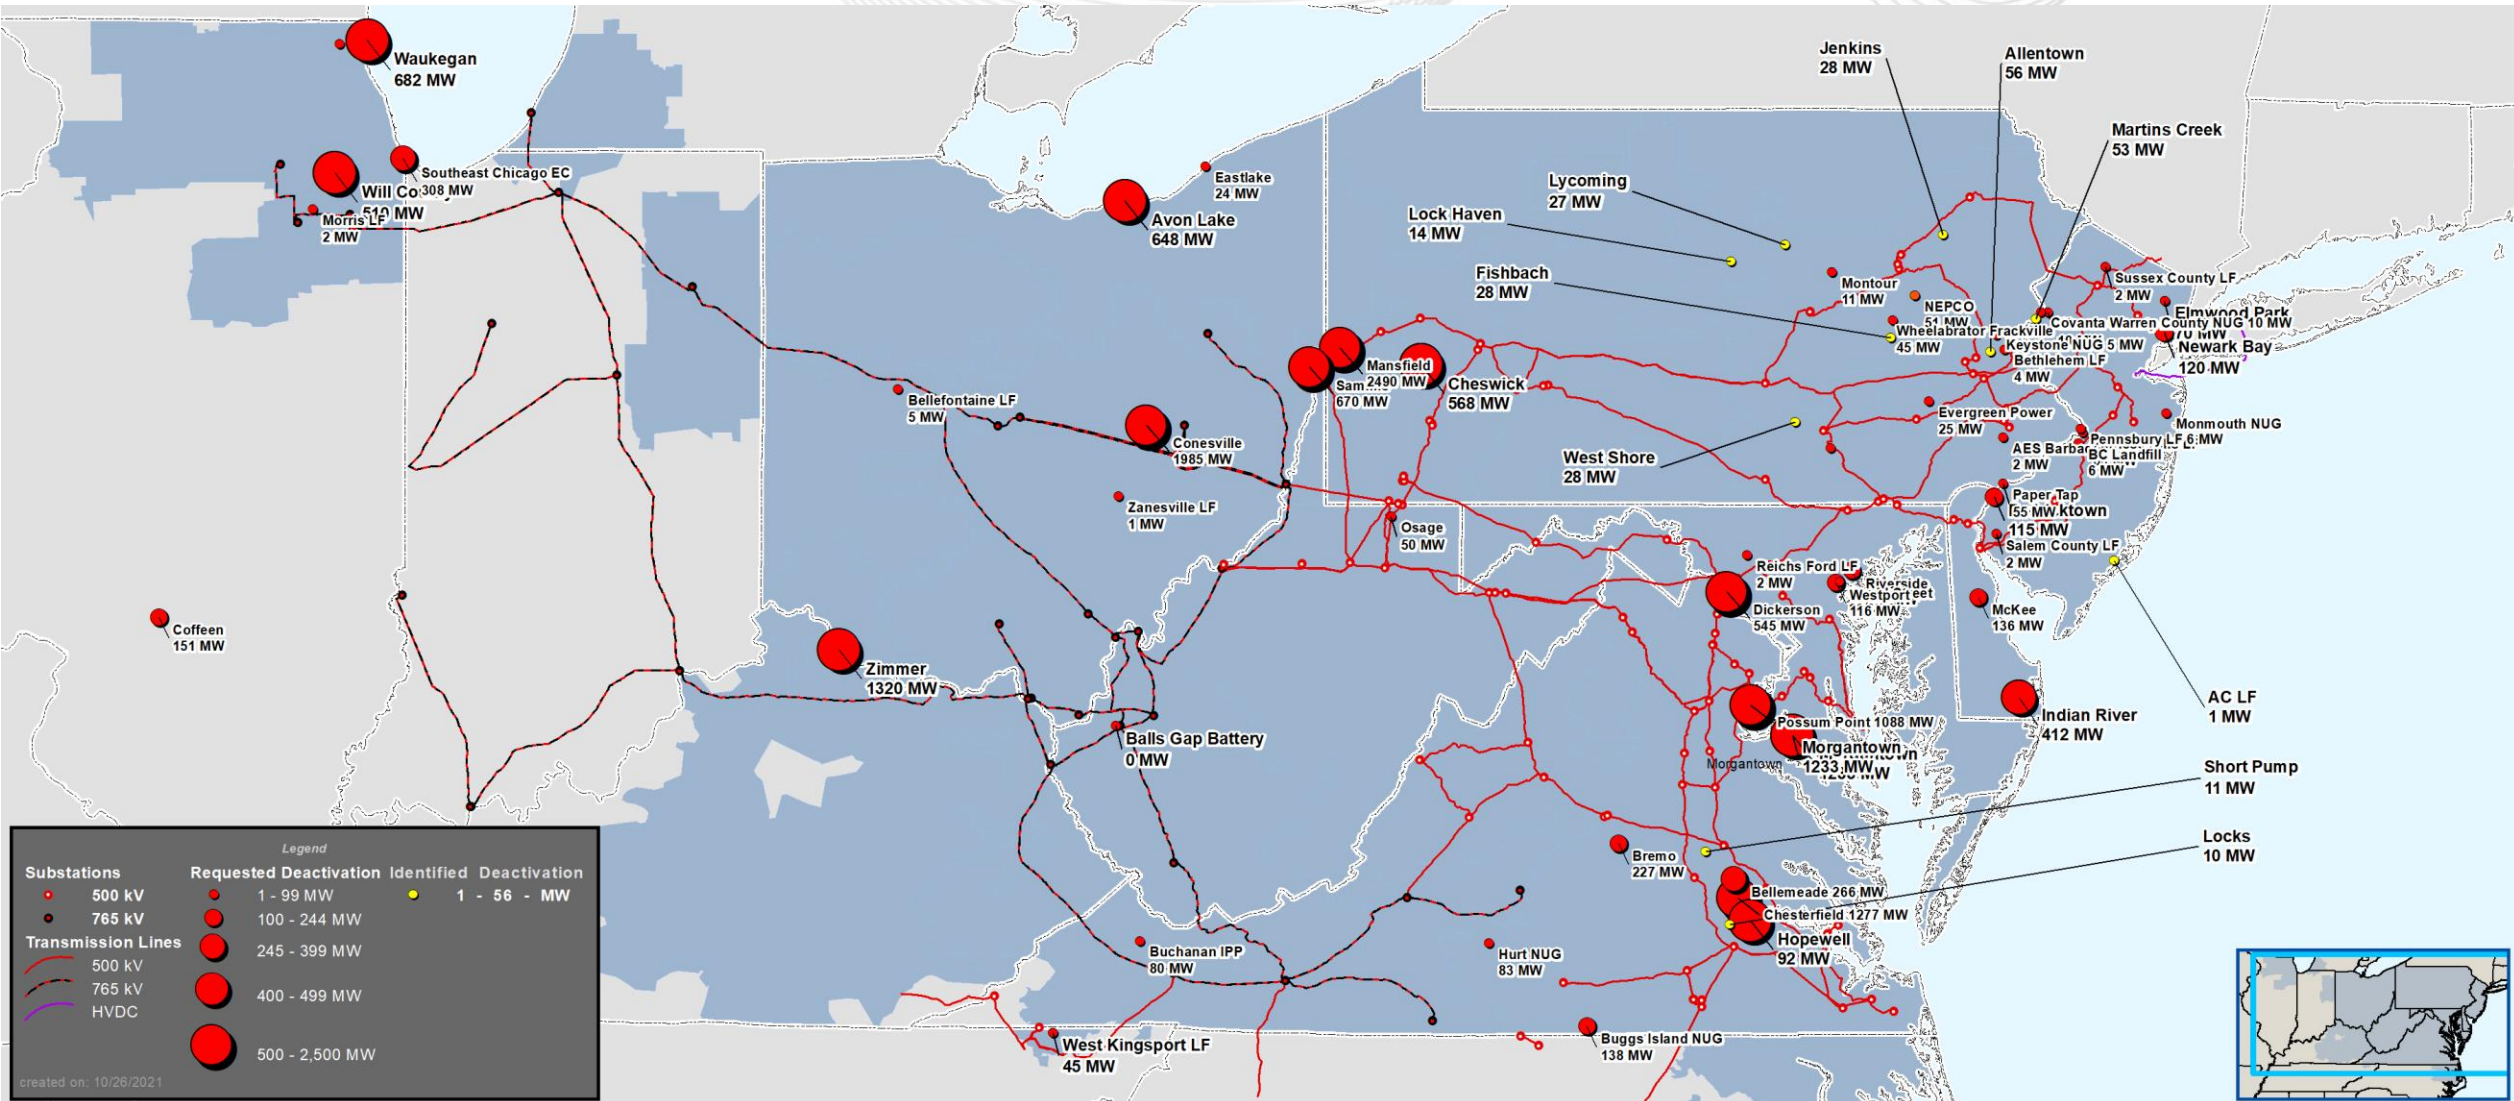 Waukegan
682 MW
Southeast Chicago EC
308 MW
Will
510 MW
Morris LF
2 MW
Coffeen
151 MW
Avon Lake
648 MW
Eastlake
24 MW
Bellefontaine LF
5 MW
Conesville
1985 MW
Zanesville LF
1 MW
Zimmer
1320 MW
Balls Gap Battery
0 MW
Mansfield
2490 MW
670 MW
Cheswick
568 MW
Osage
50 MW
Jenkins
28 MW
Allentown
56 MW
Martins Creek
53 MW
Lycoming
27 MW
Lock Haven
14 MW
Fishbach
28 MW
West Shore
28 MW
Montour
11 MW
NEPCO
51 MW
Wheelabrator Frackville
45 MW
Sussex County LF
2 MW
Elmwood Park
70 MW
Covanta Warren County NUG 10 MW
Keystone NUG 5 MW
Newark Bay
120 MW
Bethlehem LF
4 MW
Evergreen Power
25 MW
Monmouth NUG
Pennsbury LF 6 MW
AES
2 MW
BC Landfill
6 MW
Paper Tap
55 MW
115 MW
Salem County LF
2 MW
Reichs Ford LF
2 MW
Riverside
Westport
116 MW
Dickerson
545 MW
McKee
136 MW
Indian River
412 MW
AC LF
1 MW
Possum Point 1088 MW
Morgantown
1233 MW
Morgantown
Short Pump
11 MW
Locks
10 MW
Bremo
227 MW
Bellemeade 266 MW
Chesterfield 1277 MW
Hopewell
92 MW
Buchanan IPP
80 MW
Hurt NUG
83 MW
Buggs Island NUG
138 MW
West Kingsport LF
45 MW
Legend
Substations
500 kV
765 kV
Transmission Lines
500 kV
765 kV
HVDC
Requested Deactivation
1 - 99 MW
100 - 244 MW
245 - 399 MW
400 - 499 MW
500 - 2,500 MW
Identified Deactivation
1 - 56 - MW
created on: 10/26/2021